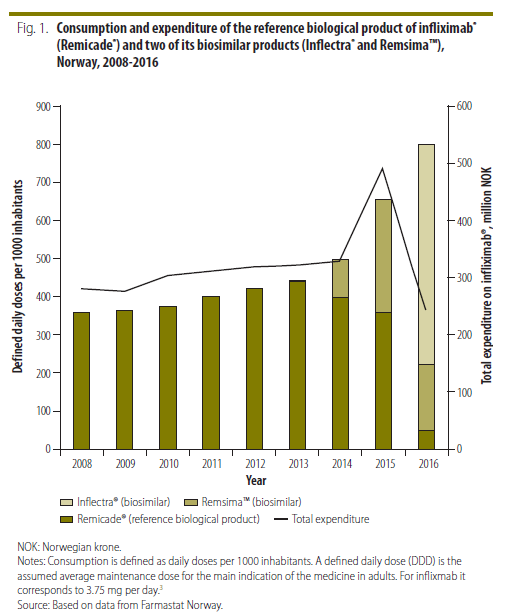 Fig. 1. Consumption and expenditure of the reference biological product of infliximab®
(Remicade®) and two of its biosimilar products (Inflectra® and Remsima™),
Norway, 2008-2016
Defined daily doses per 1000 inhabitants
900
800
700
600
500
400
300
200
100
0
600
500
400
300
200
100
0
Total expenditure on infliximab®, million NOK
2008 2009 2010 2011 2012 2013 2014 2015 2016
Year
Inflectra® (biosimilar) Remsima™ (biosimilar)
Remicade® (reference biological product) Total expenditure
NOK: Norwegian krone.
Notes: Consumption is defined as daily doses per 1000 inhabitants. A defined daily dose (DDD) is the
assumed average maintenance dose for the main indication of the medicine in adults. For inflixmab it
corresponds to 3.75 mg per day.³
Source: Based on data from Farmastat Norway.